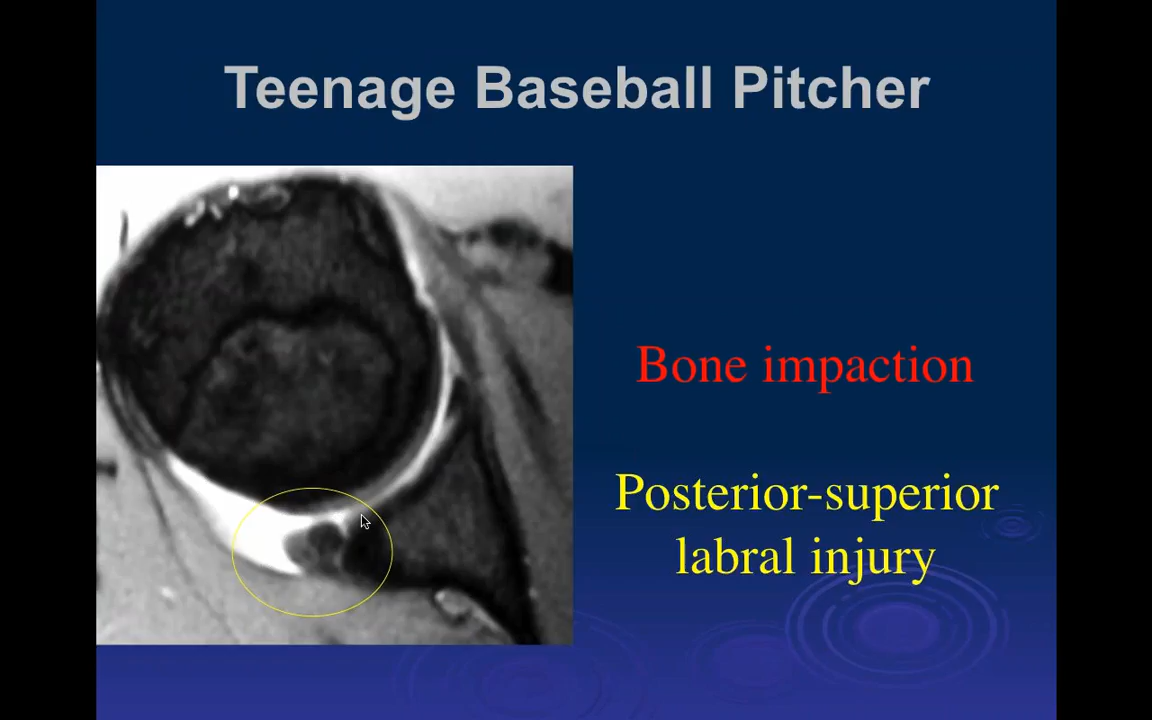 Teenage Baseball Pitcher
Bone impaction
Posterior-superior
labral injury